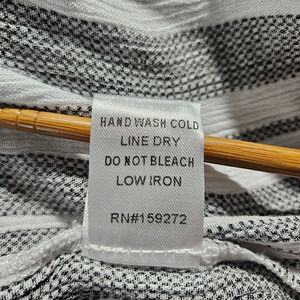 HAND WASH COLD
LINE DRY
DO NOT BLEACH
LOW IRON
RN#159272